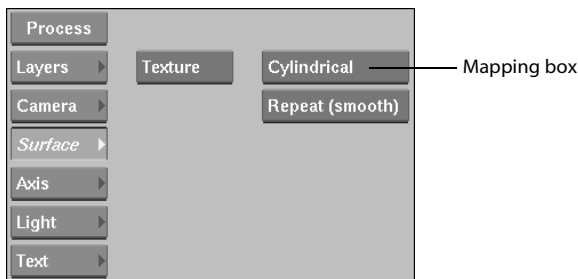 Process
Layers Texture Cylindrical Mapping box
Camera Repeat (smooth)
Surface
Axis
Light
Text